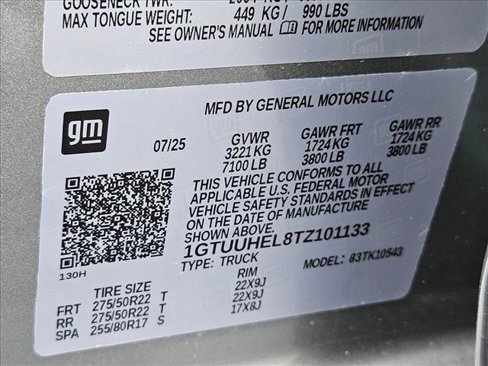 GOOSENECK TWR:
MAX TONGUE WEIGHT: 449 KG / 990 LBS
SEE OWNER'S MANUAL FOR MORE INFORMATION
gm
MFD BY GENERAL MOTORS LLC
07/25 GVWR GAWR FRT GAWR RR
3221 KG 1724 KG 1724 KG
7100 LB 3800 LB 3800 LB
THIS VEHICLE CONFORMS TO ALL
APPLICABLE U.S. FEDERAL MOTOR
VEHICLE SAFETY STANDARDS IN EFFECT
ON THE DATE OF MANUFACTURE SHOWN ABOVE.
1GTUUHEL8TZ101133
130H TYPE: TRUCK MODEL: 83TK10543
TIRE SIZE RIM
FRT 275/50R22 T 22X9J
RR 275/50R22 T 22X9J
SPA 255/80R17 S 17X8J